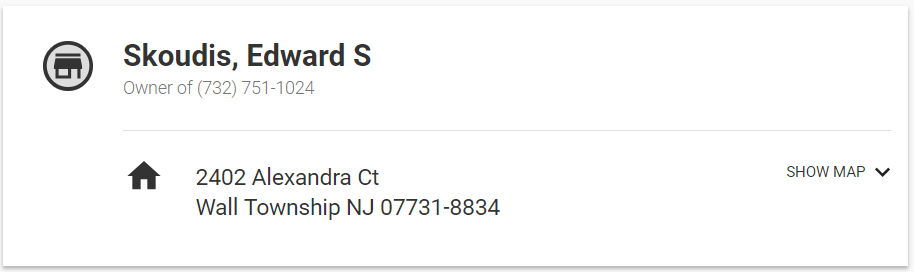 Skoudis, Edward S
Owner of (732) 751-1024
2402 Alexandra Ct
SHOW MAP
Wall Township NJ 07731-8834